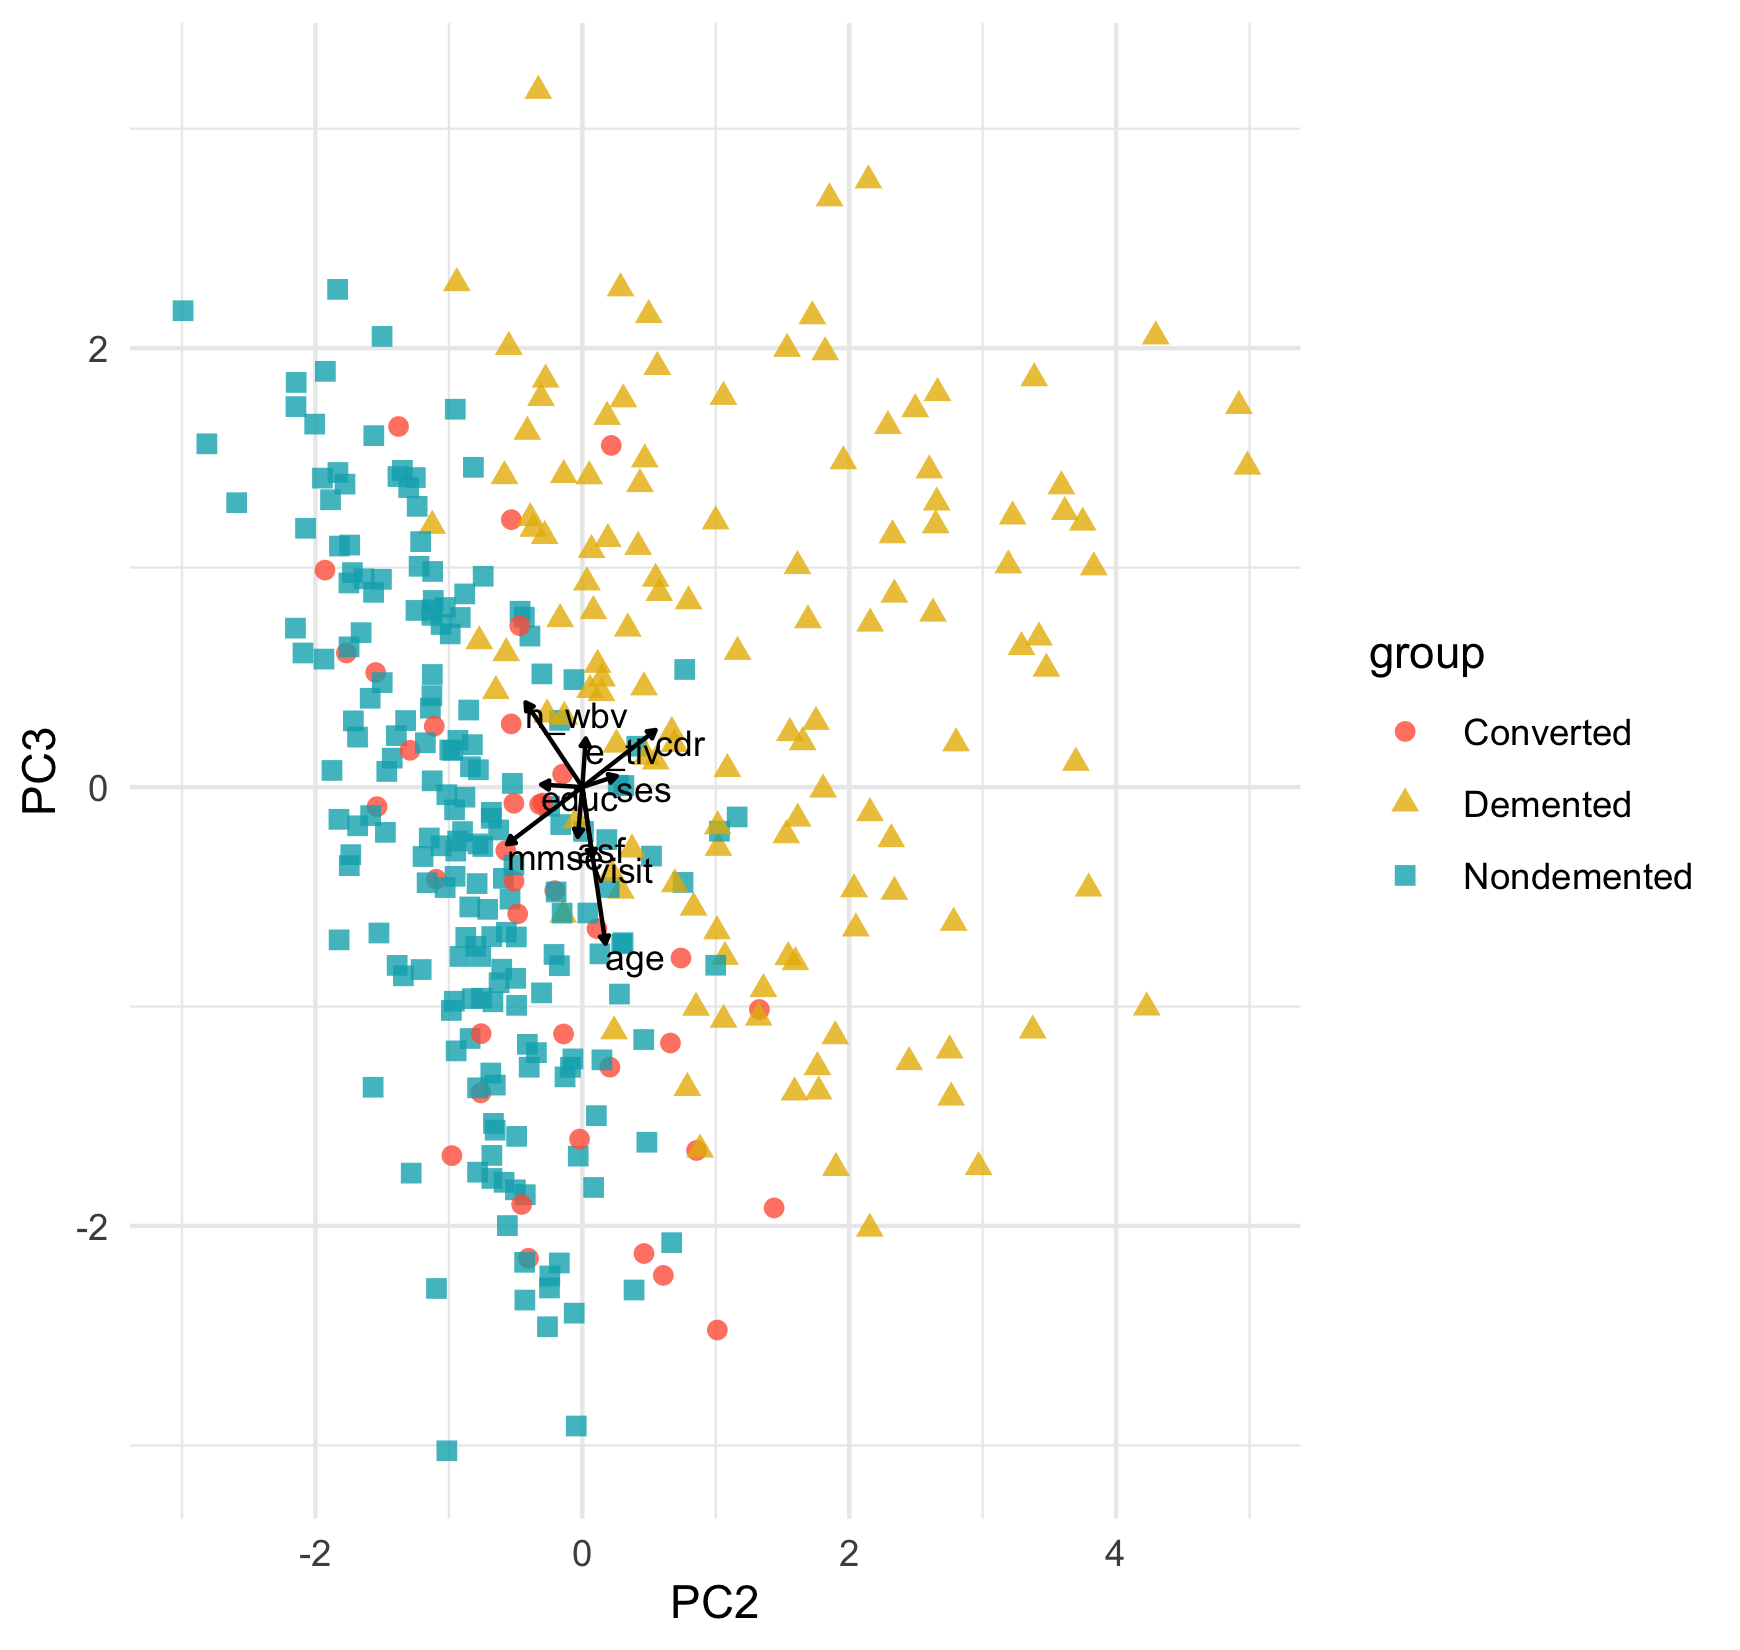 2
0
-2
-2
0
2
4
PC2
PC3
n_wbv
cdr
e_tiv
ses
educ
asf
mmse
visit
age
group
Converted
Demented
Nondemented